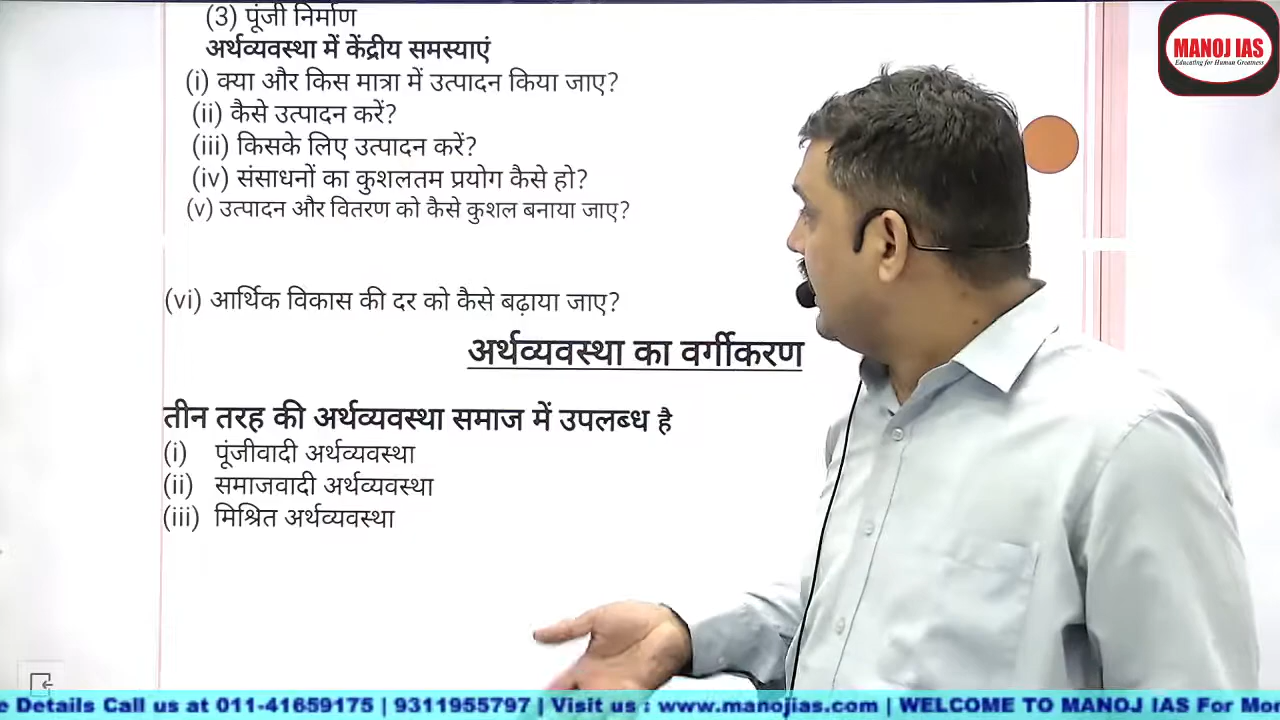 (3) पूंजी निर्माण
अर्थव्यवस्था में केंद्रीय समस्याएं
(i) क्या और किस मात्रा में उत्पादन किया जाए?
(ii) कैसे उत्पादन करें?
(iii) किसके लिए उत्पादन करें?
(iv) संसाधनों का कुशलतम प्रयोग कैसे हो?
(v) उत्पादन और वितरण को कैसे कुशल बनाया जाए?
(vi) आर्थिक विकास की दर को कैसे बढ़ाया जाए?
अर्थव्यवस्था का वर्गीकरण
तीन तरह की अर्थव्यवस्था समाज में उपलब्ध है
(i) पूंजीवादी अर्थव्यवस्था
(ii) समाजवादी अर्थव्यवस्था
(iii) मिश्रित अर्थव्यवस्था
MANOJ IAS
Educating for Human Greatness
e Details Call us at 011-41659175 | 9311955797 | Visit us : www.manojias.com | WELCOME TO MANOJ IAS For Mor